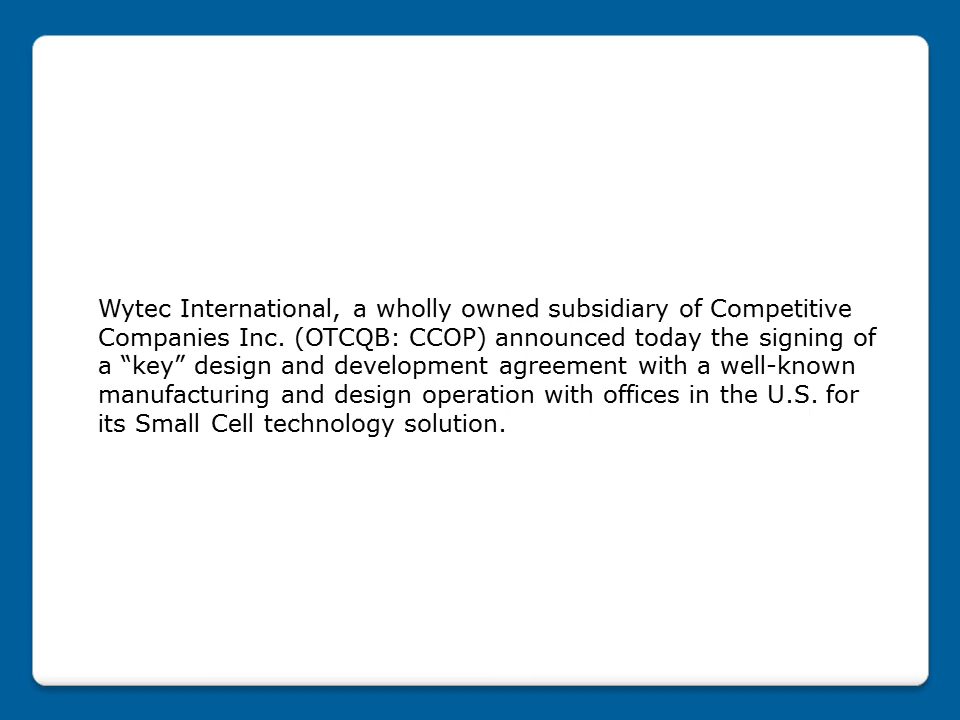 Wytec International, a wholly owned subsidiary of Competitive
Companies Inc. (OTCQB: CCOP) announced today the signing of
a “key” design and development agreement with a well-known
manufacturing and design operation with offices in the U.S. for
its Small Cell technology solution.